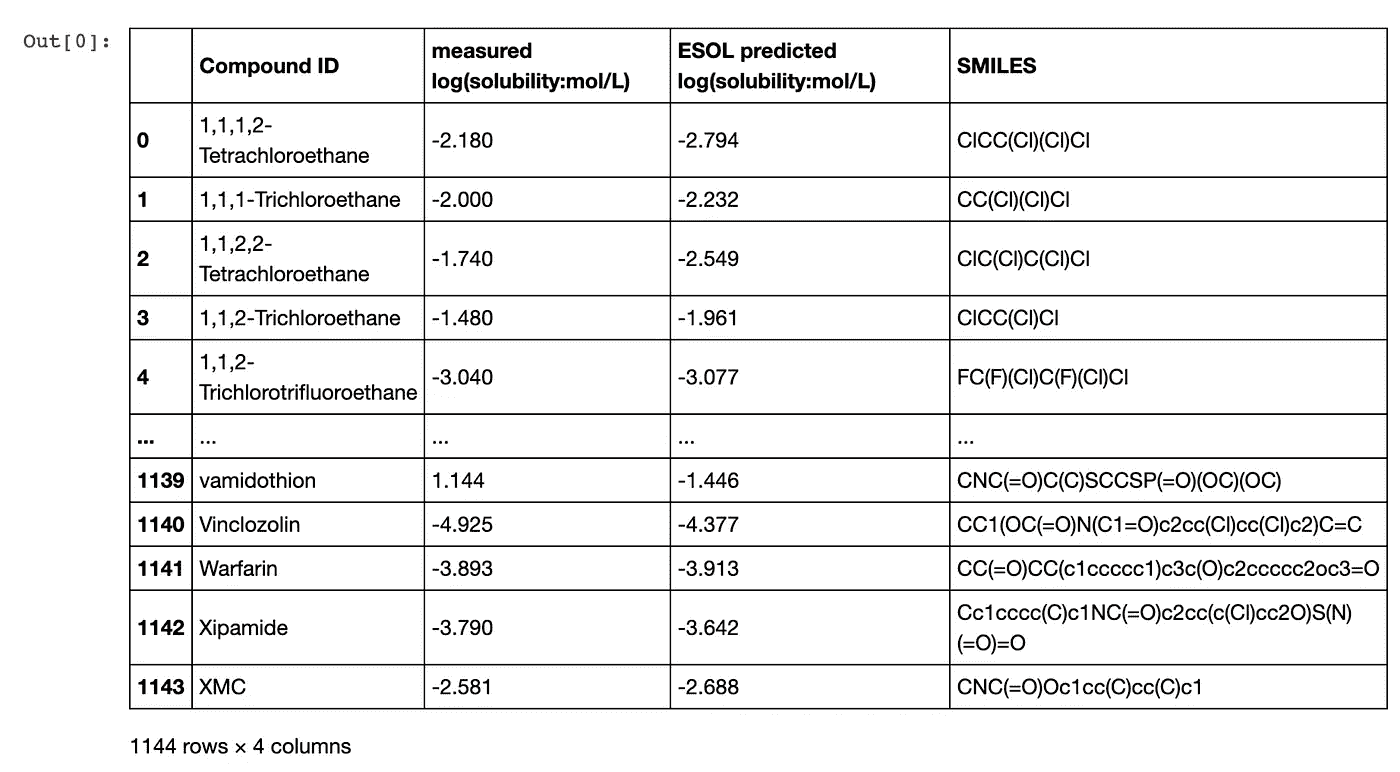 Out[0]:
Compound ID measured log(solubility:mol/L) ESOL predicted log(solubility:mol/L) SMILES
0 1,1,1,2-Tetrachloroethane -2.180 -2.794 ClCC(Cl)(Cl)Cl
1 1,1,1-Trichloroethane -2.000 -2.232 CC(Cl)(Cl)Cl
2 1,1,2,2-Tetrachloroethane -1.740 -2.549 ClC(Cl)C(Cl)Cl
3 1,1,2-Trichloroethane -1.480 -1.961 ClCC(Cl)Cl
4 1,1,2-Trichlorotrifluoroethane -3.040 -3.077 FC(F)(Cl)C(F)(Cl)Cl
... ... ... ... ...
1139 vamidothion 1.144 -1.446 CNC(=O)C(C)SCCSP(=O)(OC)(OC)
1140 Vinclozolin -4.925 -4.377 CC1(OC(=O)N(C1=O)c2cc(Cl)cc(Cl)c2)C=C
1141 Warfarin -3.893 -3.913 CC(=O)CC(c1ccccc1)c3c(O)c2ccccc2oc3=O
1142 Xipamide -3.790 -3.642 Cc1cccc(C)c1NC(=O)c2cc(c(Cl)cc2O)S(N)(=O)=O
1143 XMC -2.581 -2.688 CNC(=O)Oc1cc(C)cc(C)c1
1144 rows × 4 columns